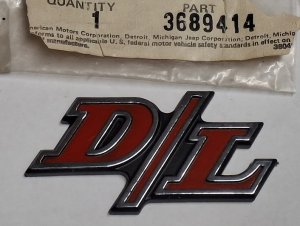 QUANTITY PART
1 3689414
American Motors Corporation, Detroit, Michigan Jeep Corporation, Detroit, Michig
forms to all applicable U.S. federal motor vehicle safety standards in effect on
manufacture.
D/L